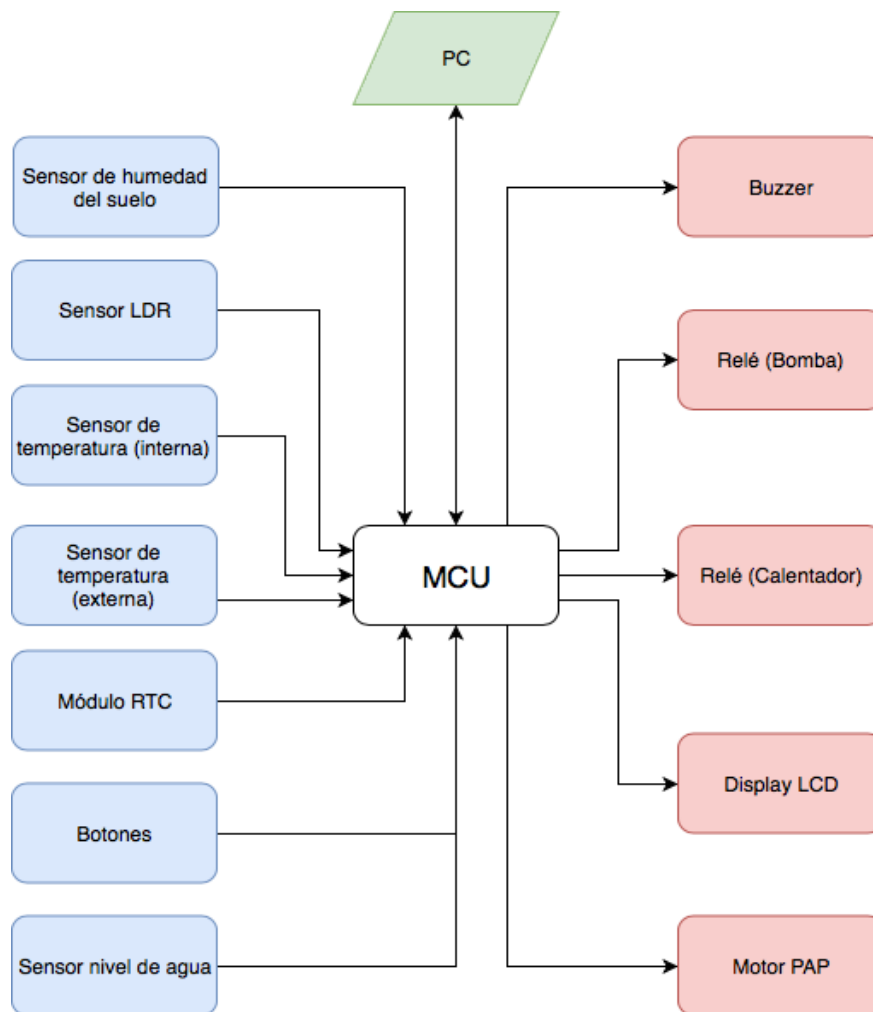 PC
Sensor de humedad
del suelo
Buzzer
Sensor LDR
Relé (Bomba)
Sensor de
temperatura (interna)
Sensor de
temperatura
(externa)
MCU
Relé (Calentador)
Módulo RTC
Display LCD
Botones
Sensor nivel de agua
Motor PAP